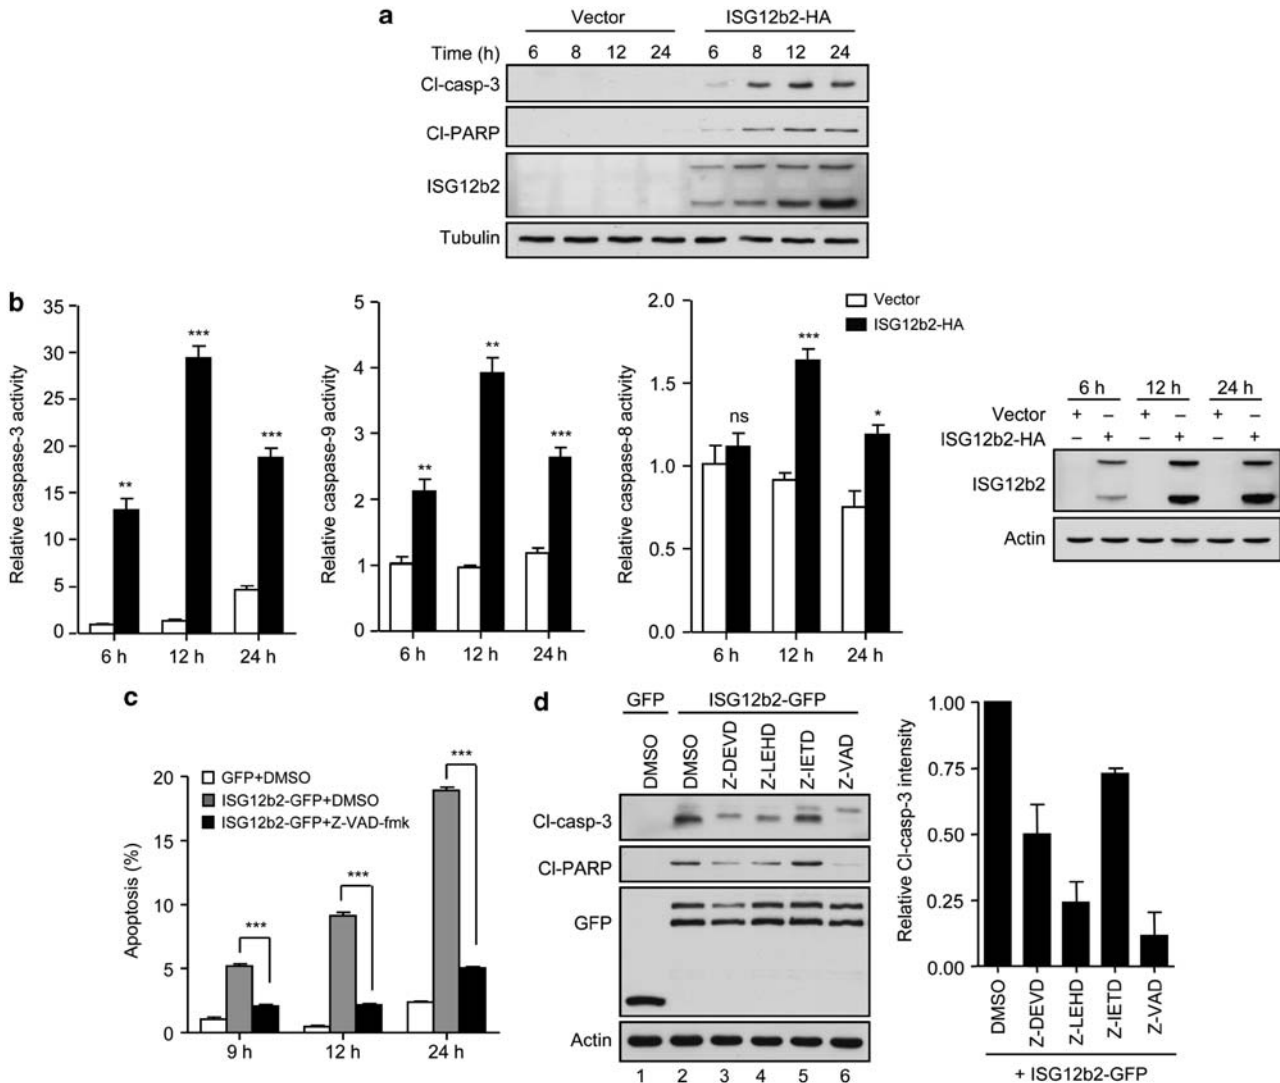 a
Vector ISG12b2-HA
Time (h) 6 8 12 24 6 8 12 24
Cl-casp-3
Cl-PARP
ISG12b2
Tubulin
b
Relative caspase-3 activity
35
30
25
20
15
10
5
0
** *** ***
6 h 12 h 24 h
Relative caspase-9 activity
5
4
3
2
1
0
** ** ***
6 h 12 h 24 h
Relative caspase-8 activity
2.0
1.5
1.0
0.5
0.0
ns *** *
6 h 12 h 24 h
Vector
ISG12b2-HA
6 h 12 h 24 h
Vector + – + – + –
ISG12b2-HA – + – + – +
ISG12b2
Actin
c
Apoptosis (%)
20
15
10
5
0
GFP+DMSO
ISG12b2-GFP+DMSO
ISG12b2-GFP+Z-VAD-fmk
*** *** ***
9 h 12 h 24 h
d
GFP ISG12b2-GFP
DMSO DMSO Z-DEVD Z-LEHD Z-IETD Z-VAD
Cl-casp-3
Cl-PARP
GFP
Actin
1 2 3 4 5 6
Relative Cl-casp-3 intensity
1.00
0.75
0.50
0.25
0.00
DMSO Z-DEVD Z-LEHD Z-IETD Z-VAD
+ ISG12b2-GFP